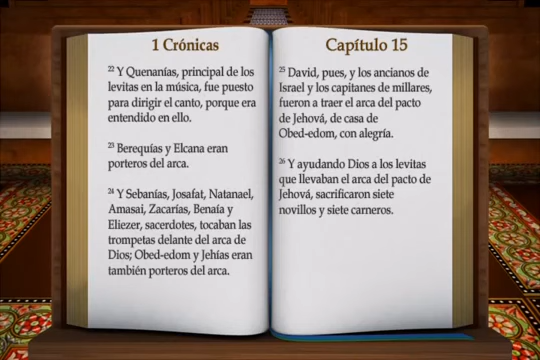 1 Crónicas
²² Y Quenanías, principal de los
levitas en la música, fue puesto
para dirigir el canto, porque era
entendido en ello.
²³ Berequías y Elcana eran
porteros del arca.
²⁴ Y Sebanías, Josafat, Natanael,
Amasai, Zacarías, Benaía y
Eliezer, sacerdotes, tocaban las
trompetas delante del arca de
Dios; Obed-edom y Jehías eran
también porteros del arca.
Capítulo 15
²⁵ David, pues, y los ancianos de
Israel y los capitanes de millares,
fueron a traer el arca del pacto
de Jehová, de casa de
Obed-edom, con alegría.
²⁶ Y ayudando Dios a los levitas
que llevaban el arca del pacto de
Jehová, sacrificaron siete
novillos y siete carneros.